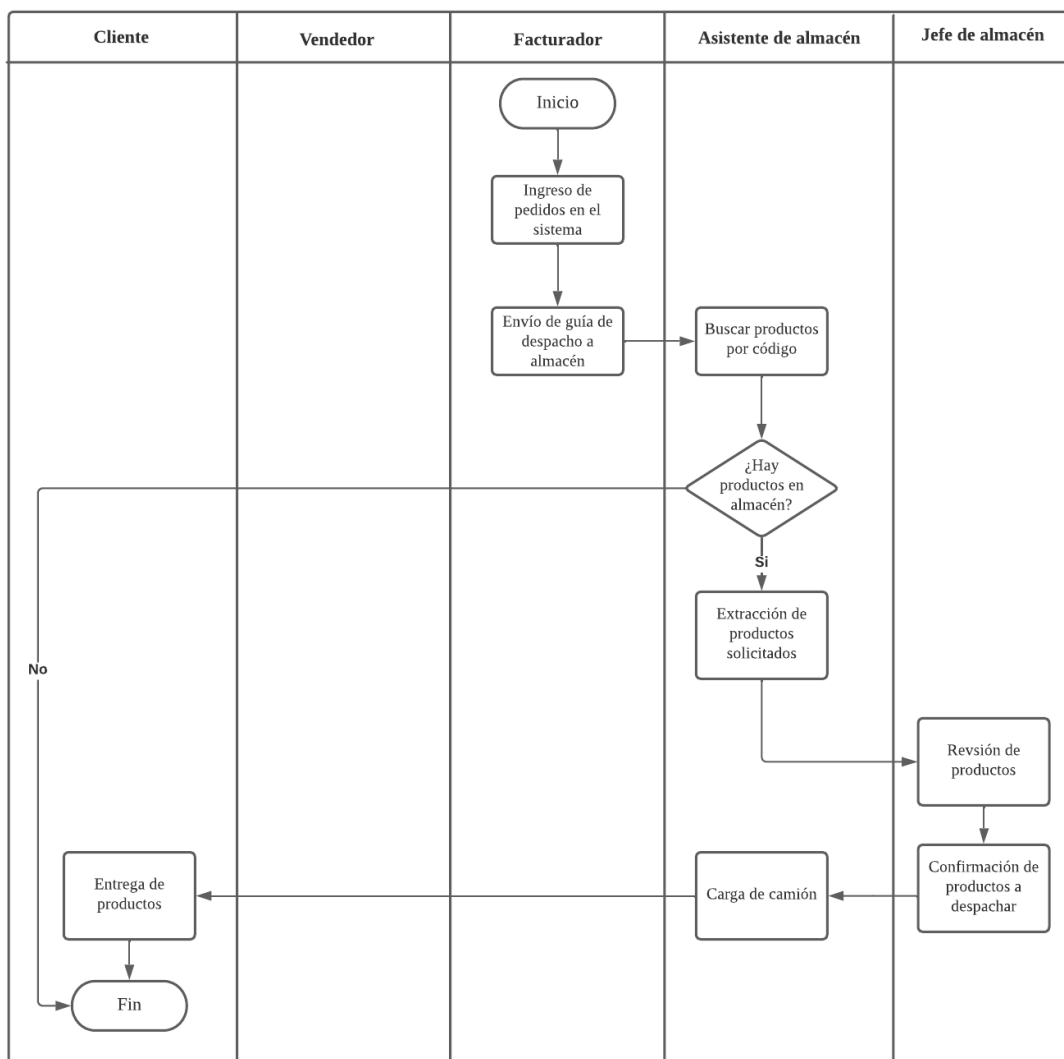 Cliente
Vendedor
Facturador
Asistente de almacén
Jefe de almacén
Inicio
Ingreso de
pedidos en el
sistema
Envío de guía de
despacho a
almacén
Buscar productos
por código
¿Hay
productos en
almacén?
Si
Extracción de
productos
solicitados
No
Revsión de
productos
Confirmación de
productos a
despachar
Carga de camión
Entrega de
productos
Fin